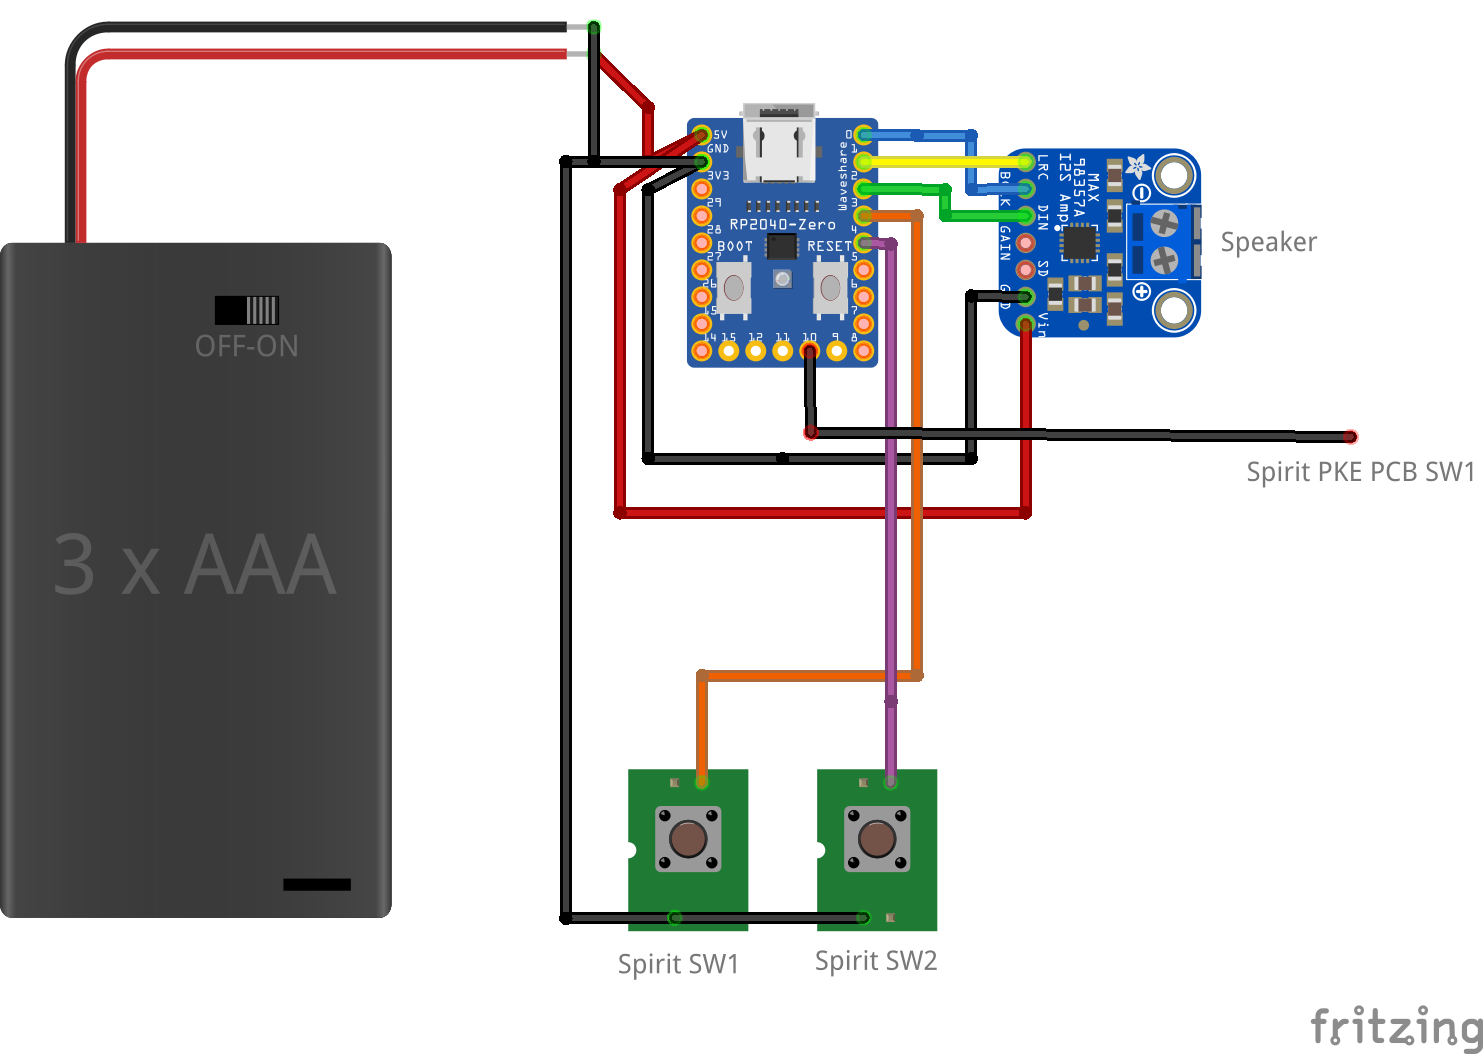 OFF-ON
3 x AAA
5V
GND
3V3
29
28
27
26
15
14 15 12 11 10 9 8
0
1
2
3
4
5
6
7
Waveshare
RP2040-Zero
BOOT
RESET
LRC
DIN
GAIN
SD
Vin
MAX
98357A
I2S Amp
Speaker
Spirit PKE PCB SW1
Spirit SW1
Spirit SW2
fritzing